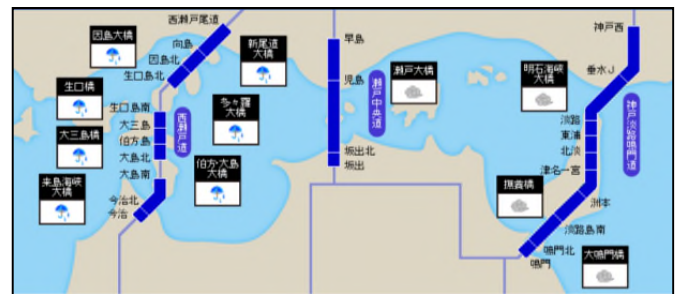 西瀬戸尾道
向島
因島北
生口島北
因島大橋
新尾道
大橋
生口橋
生口島南
大三島
伯方島
大島北
大島南
今治北
今治
大三島橋
多々羅
大橋
西瀬戸道
来島海峡
大橋
伯方・大島
大橋
早島
児島
坂出北
坂出
瀬戸中央道
瀬戸大橋
神戸西
垂水J
明石海峡
大橋
淡路
東浦
北淡
津名一宮
神戸淡路鳴門道
撫養橋
洲本
淡路島南
鳴門北
鳴門
大鳴門橋